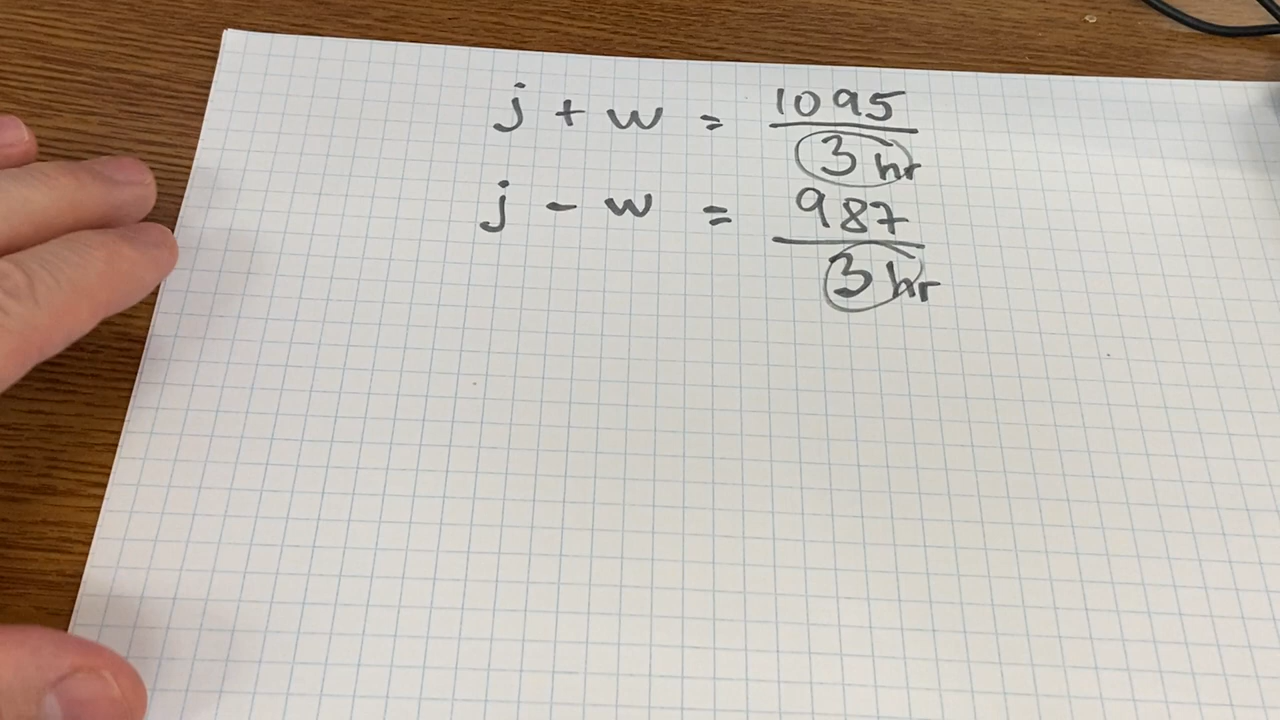 j + w = 1095
3 hr
j - w = 987
3 hr